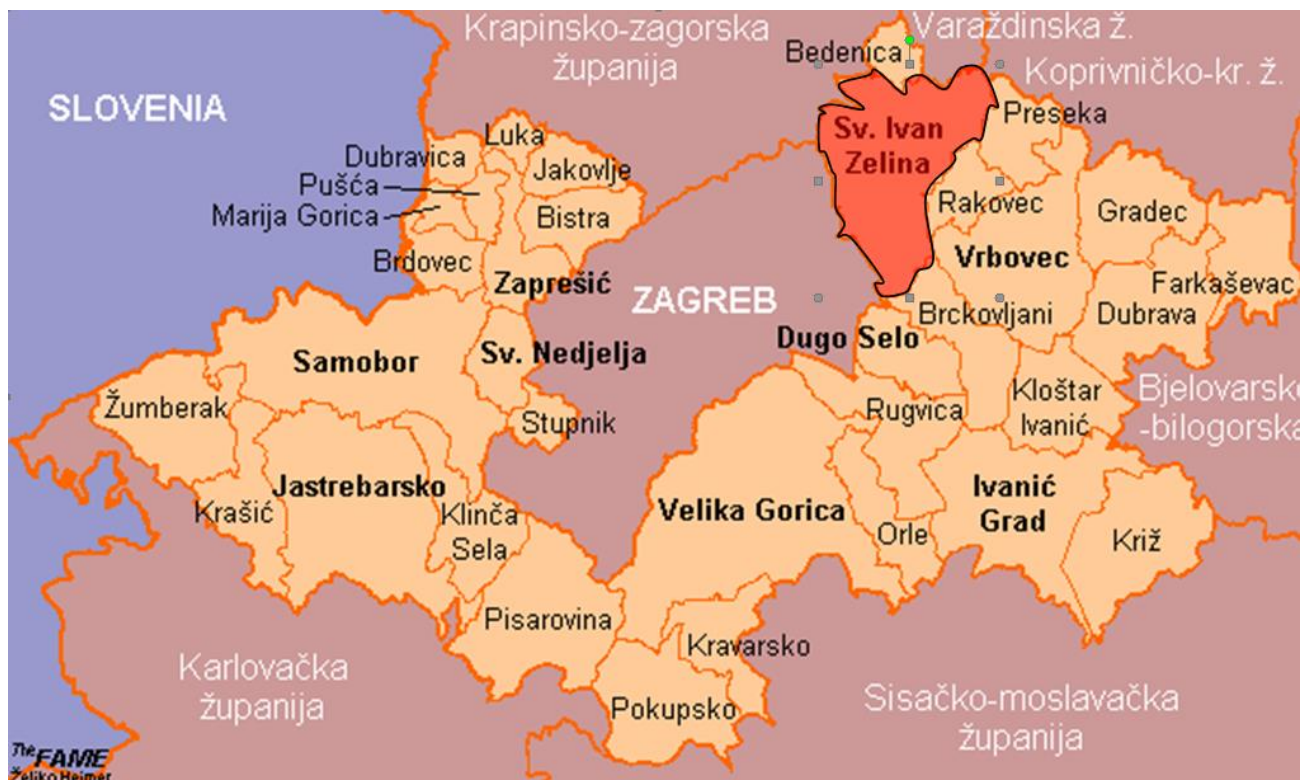 Krapinsko-zagorska
županija
Varaždinska ž.
Bedenica
Koprivničko-kr. ž.
SLOVENIA
Preseka
Luka
Sv. Ivan
Zelina
Dubravica
Jakovlje
Pušća
Rakovec
Gradec
Marija Gorica
Bistra
Brdovec
Vrbovec
Zaprešić
Farkaševac
ZAGREB
Brckovljani
Dubrava
Dugo Selo
Samobor
Sv. Nedjelja
Kloštar
Ivanić
Bjelovarsko
-bilogorska
Žumberak
Rugvica
Stupnik
Jastrebarsko
Ivanić
Grad
Krašić
Klinča
Sela
Velika Gorica
Orle
Križ
Pisarovina
Kravarsko
Karlovačka
županija
Pokupsko
Sisačko-moslavačka
županija
The FAME
Željko Heimer